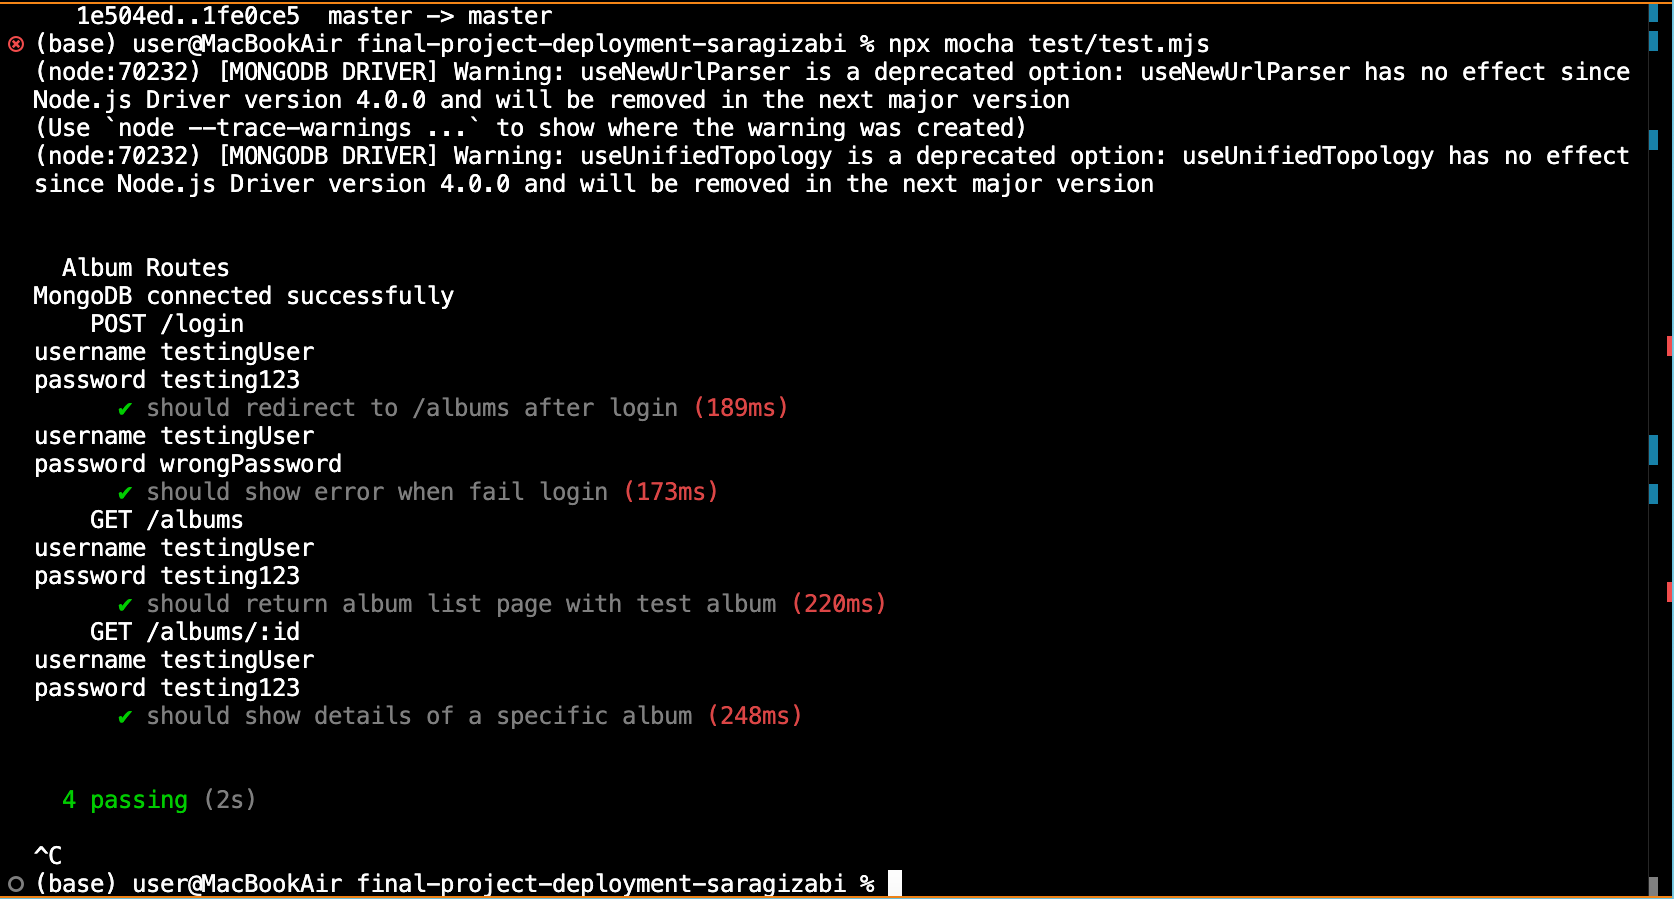 1e504ed..1fe0ce5  master -> master
(base) user@MacBookAir final-project-deployment-saragizabi % npx mocha test/test.mjs
(node:70232) [MONGODB DRIVER] Warning: useNewUrlParser is a deprecated option: useNewUrlParser has no effect since
Node.js Driver version 4.0.0 and will be removed in the next major version
(Use `node --trace-warnings ...` to show where the warning was created)
(node:70232) [MONGODB DRIVER] Warning: useUnifiedTopology is a deprecated option: useUnifiedTopology has no effect
since Node.js Driver version 4.0.0 and will be removed in the next major version
Album Routes
MongoDB connected successfully
POST /login
username testingUser
password testing123
✔ should redirect to /albums after login (189ms)
username testingUser
password wrongPassword
✔ should show error when fail login (173ms)
GET /albums
username testingUser
password testing123
✔ should return album list page with test album (220ms)
GET /albums/:id
username testingUser
password testing123
✔ should show details of a specific album (248ms)
4 passing (2s)
^C
(base) user@MacBookAir final-project-deployment-saragizabi %